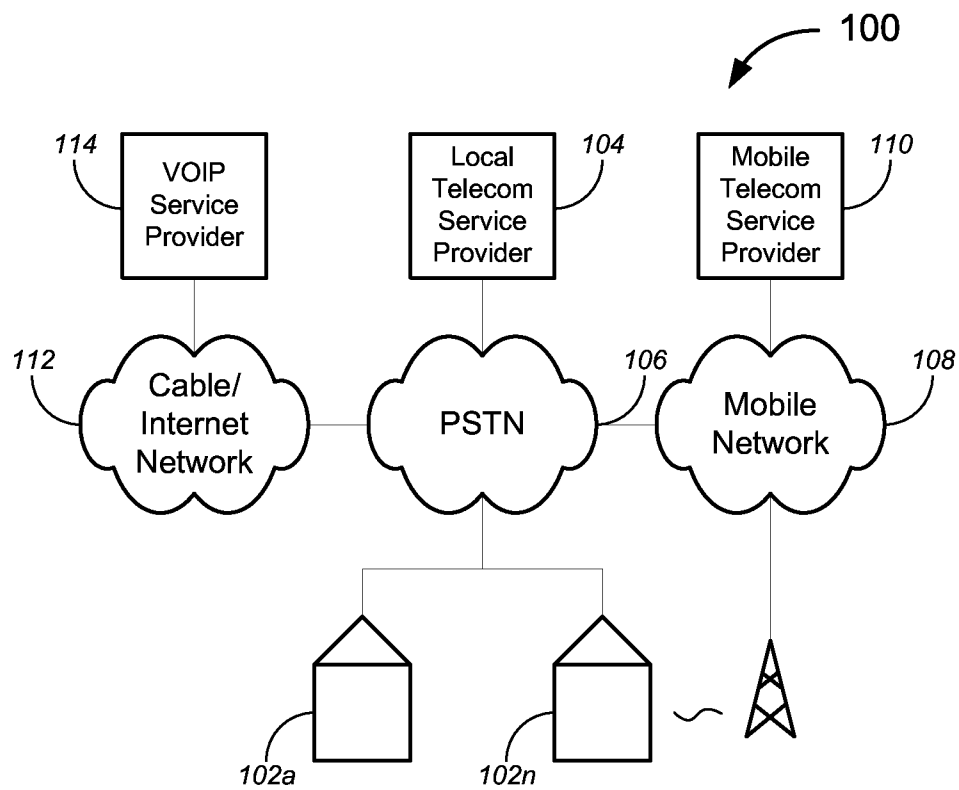 100
114
VOIP
Service
Provider
Local
Telecom
Service
Provider
104
Mobile
Telecom
Service
Provider
110
112
Cable/
Internet
Network
PSTN
106
Mobile
Network
108
102a
102n